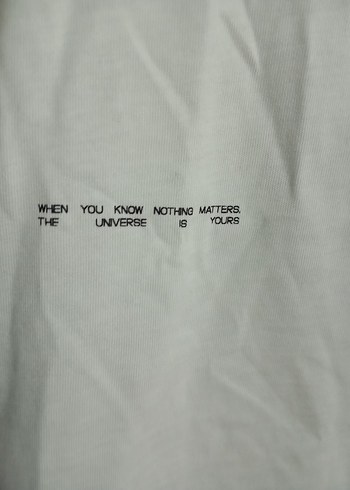 WHEN YOU KNOW NOTHING MATTERS,
THE UNIVERSE IS YOURS